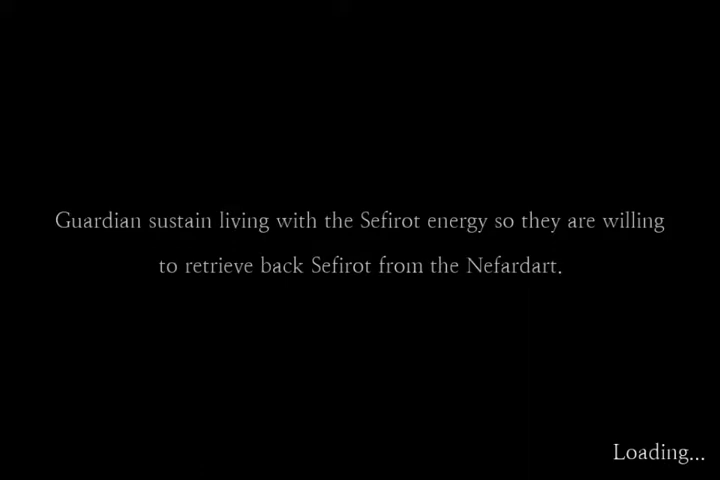 Guardian sustain living with the Sefirot energy so they are willing
to retrieve back Sefirot from the Nefardart.
Loading...